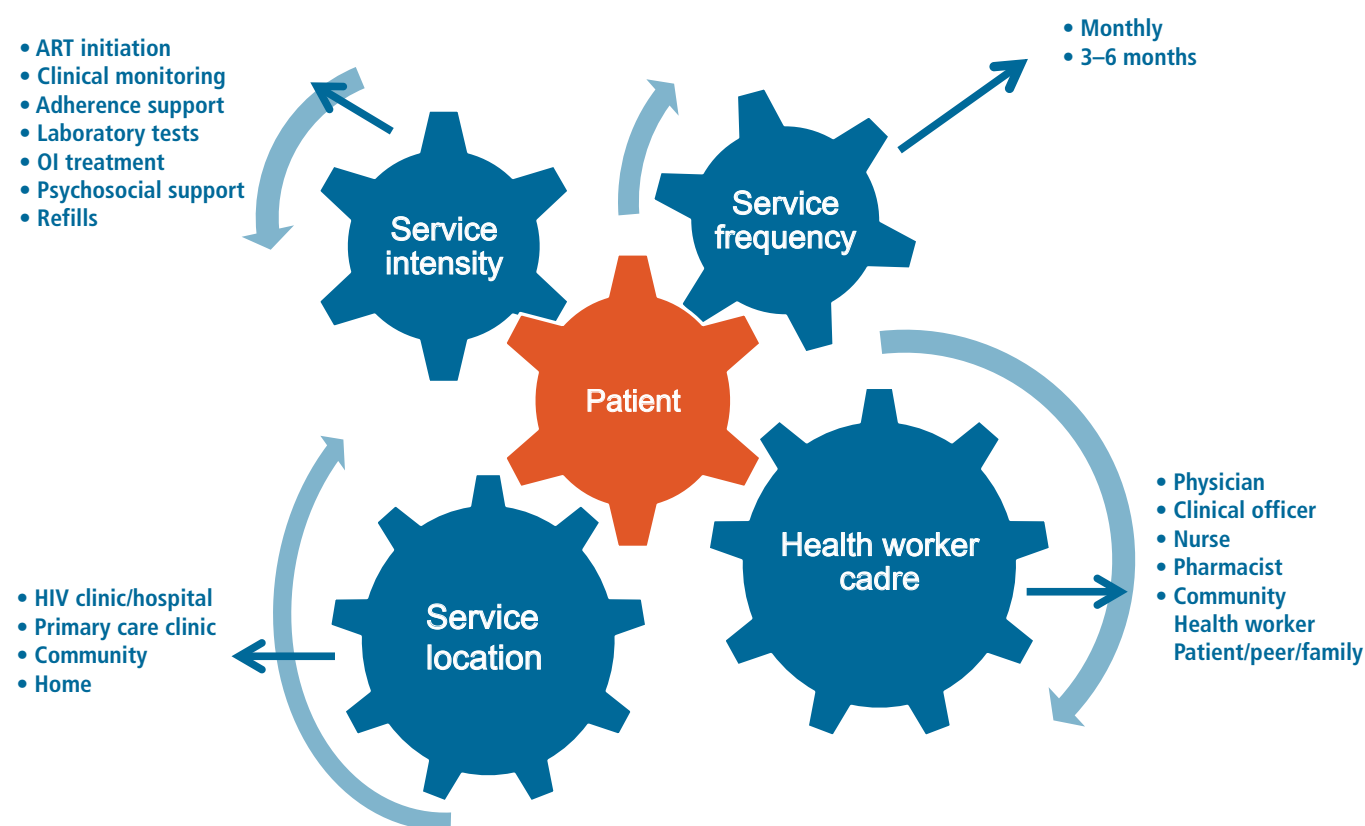 • ART initiation
• Clinical monitoring
• Adherence support
• Laboratory tests
• OI treatment
• Psychosocial support
• Refills
• Monthly
• 3–6 months
Service
intensity
Service
frequency
Patient
Health worker
cadre
• Physician
• Clinical officer
• Nurse
• Pharmacist
• Community
Health worker
Patient/peer/family
Service
location
• HIV clinic/hospital
• Primary care clinic
• Community
• Home